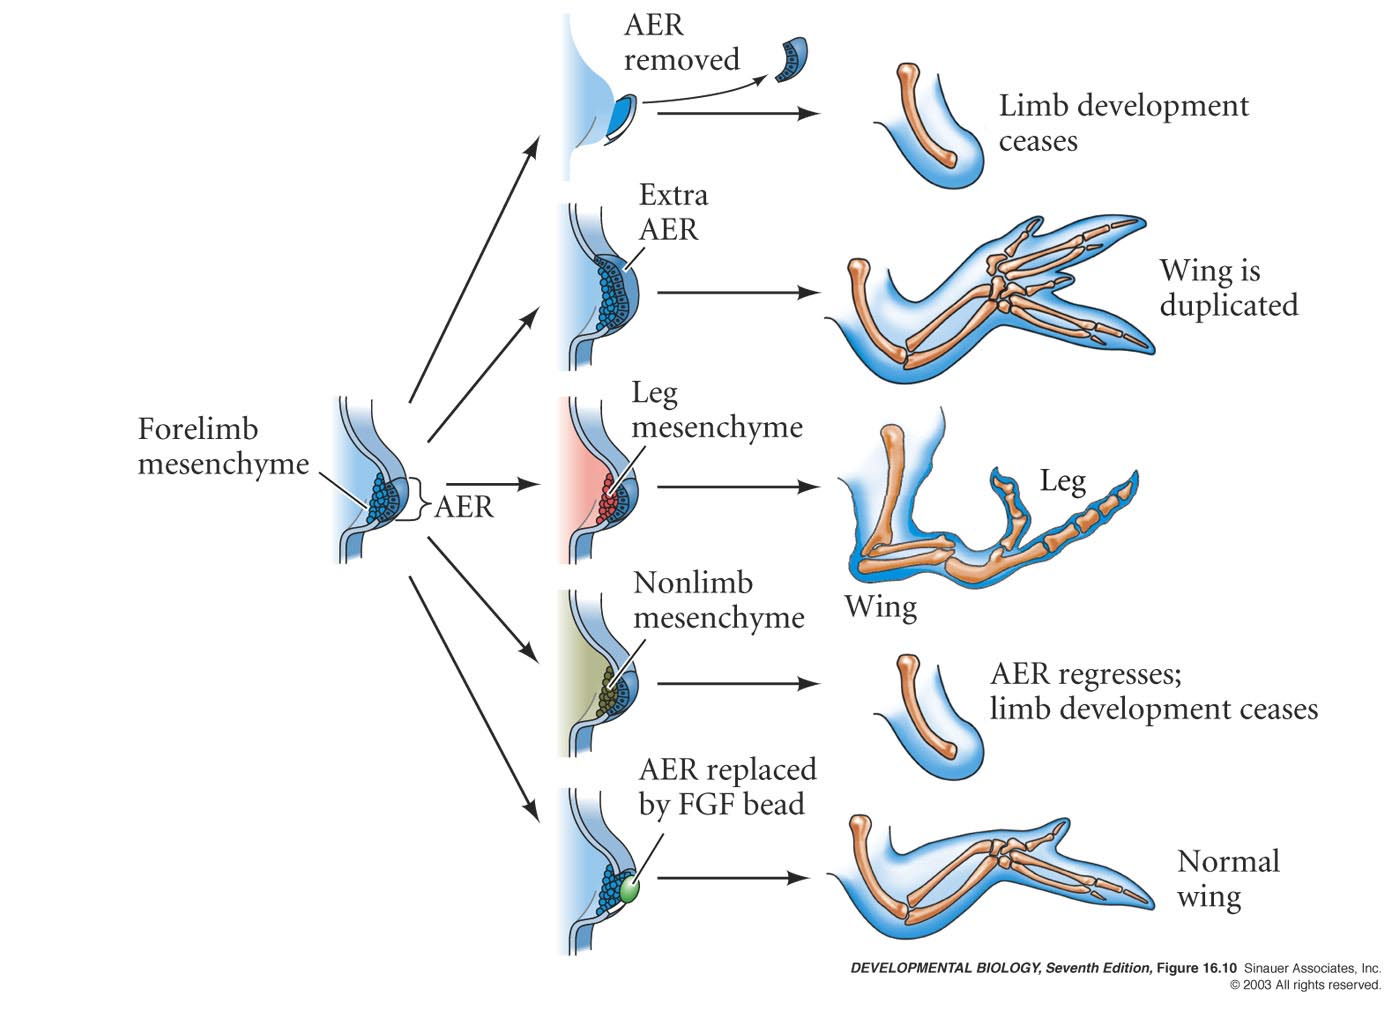 AER
removed
Limb development
ceases
Extra
AER
Wing is
duplicated
Forelimb
mesenchyme
AER
Leg
mesenchyme
Leg
Wing
Nonlimb
mesenchyme
AER regresses;
limb development ceases
AER replaced
by FGF bead
Normal
wing
DEVELOPMENTAL BIOLOGY, Seventh Edition, Figure 16.10 Sinauer Associates, Inc.
© 2003 All rights reserved.